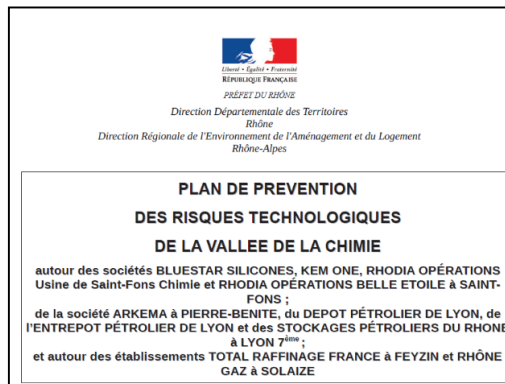 Liberté • Égalité • Fraternité
RÉPUBLIQUE FRANÇAISE
PRÉFET DU RHÔNE
Direction Départementale des Territoires
Rhône
Direction Régionale de l'Environnement de l'Aménagement et du Logement
Rhône-Alpes
PLAN DE PREVENTION
DES RISQUES TECHNOLOGIQUES
DE LA VALLEE DE LA CHIMIE
autour des sociétés BLUESTAR SILICONES, KEM ONE, RHODIA OPÉRATIONS
Usine de Saint-Fons Chimie et RHODIA OPÉRATIONS BELLE ETOILE à SAINT-
FONS ;
de la société ARKEMA à PIERRE-BENITE, du DEPOT PÉTROLIER DE LYON, de
l'ENTREPOT PÉTROLIER DE LYON et des STOCKAGES PÉTROLIERS DU RHONE
à LYON 7ème ;
et autour des établissements TOTAL RAFFINAGE FRANCE à FEYZIN et RHÔNE
GAZ à SOLAIZE